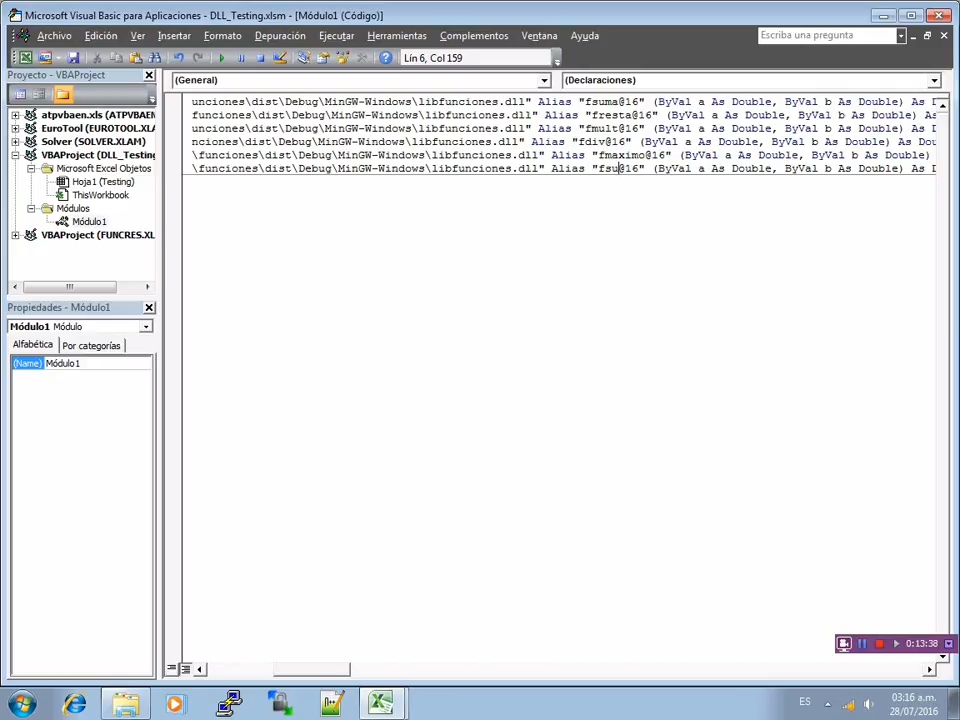 Microsoft Visual Basic para Aplicaciones - DLL_Testing.xlsm - [Módulo1 (Código)]
Archivo Edición Ver Insertar Formato Depuración Ejecutar Herramientas Complementos Ventana Ayuda
Escriba una pregunta
Lín 6, Col 159
Proyecto - VBAProject
atpvbaen.xls (ATPVBAEN
EuroTool (EUROTOOL.XLA
Solver (SOLVER.XLAM)
VBAProject (DLL_Testing
Microsoft Excel Objetos
Hoja1 (Testing)
ThisWorkbook
Módulos
Módulo1
VBAProject (FUNCRES.XL
Propiedades - Módulo1
Módulo1 Módulo
Alfabética Por categorías
(Name) Módulo1
(General) (Declaraciones)
unciones\dist\Debug\MinGW-Windows\libfunciones.dll" Alias "fsuma@16" (ByVal a As Double, ByVal b As Double) As D
funciones\dist\Debug\MinGW-Windows\libfunciones.dll" Alias "fresta@16" (ByVal a As Double, ByVal b As Double) As
unciones\dist\Debug\MinGW-Windows\libfunciones.dll" Alias "fmult@16" (ByVal a As Double, ByVal b As Double) As D
nciones\dist\Debug\MinGW-Windows\libfunciones.dll" Alias "fdiv@16" (ByVal a As Double, ByVal b As Double) As Do
\funciones\dist\Debug\MinGW-Windows\libfunciones.dll" Alias "fmaximo@16" (ByVal a As Double, ByVal b As Double)
\funciones\dist\Debug\MinGW-Windows\libfunciones.dll" Alias "fsu@16" (ByVal a As Double, ByVal b As Double) As D
0:13:38
ES
03:16 a.m.
28/07/2016